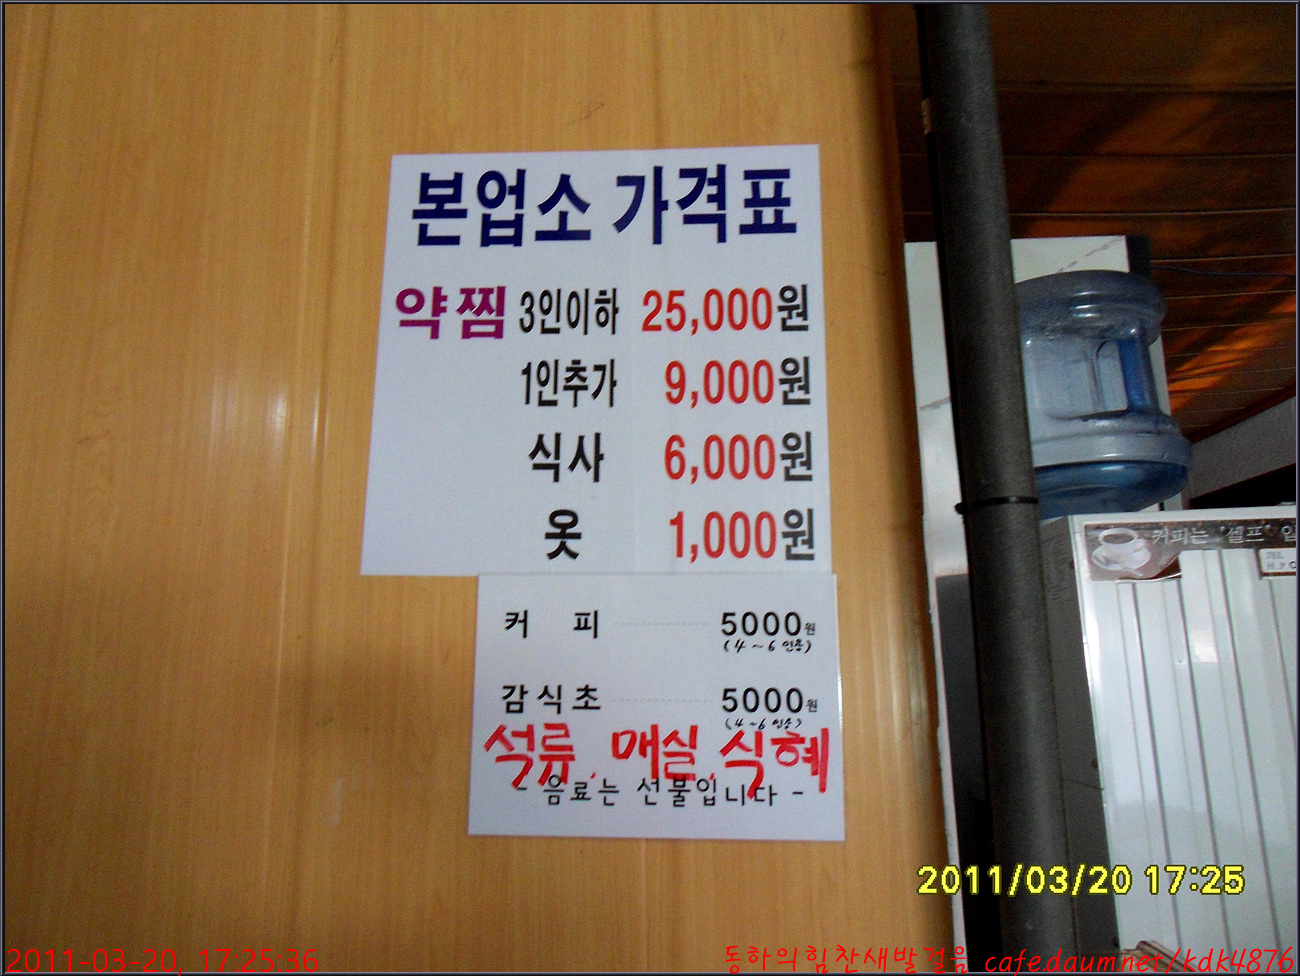 본업소 가격표
약찜 3인이하 25,000원
1인추가 9,000원
식사 6,000원
옷 1,000원
커 피 5000원
(4~6인용)
감식초 5000원
(4~6인용)
석류, 매실, 식혜
- 음료는 선물입니다 -
커피는 '셀프' 입
TEL
H.P
2011/03/20 17:25
2011-03-20, 17:25:36
동하의힘찬새발걸음 cafe.daum.net/kdk4876